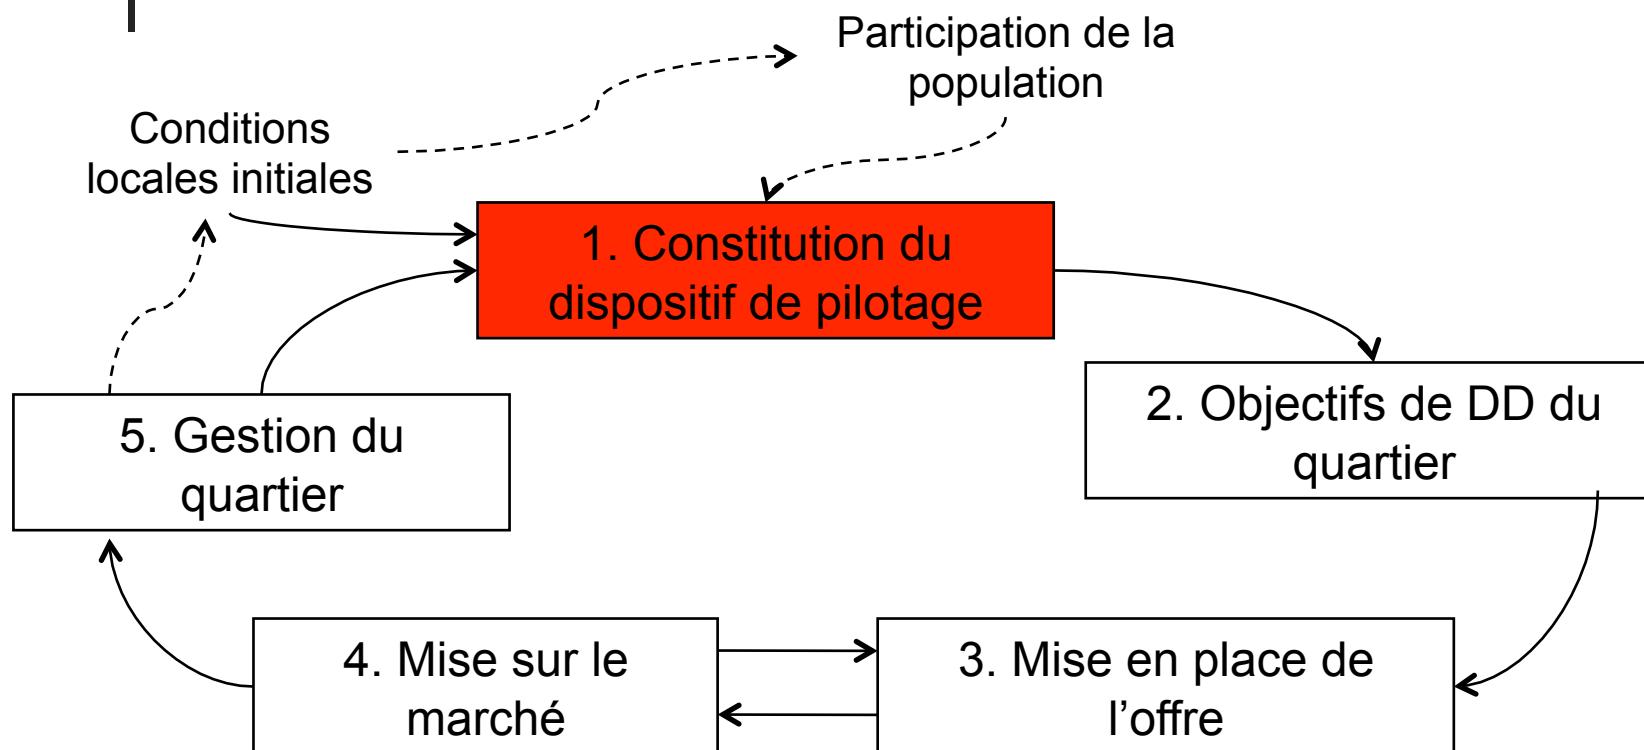 Participation de la
population
Conditions
locales initiales
1. Constitution du
dispositif de pilotage
2. Objectifs de DD du
quartier
5. Gestion du
quartier
4. Mise sur le
marché
3. Mise en place de
l’offre